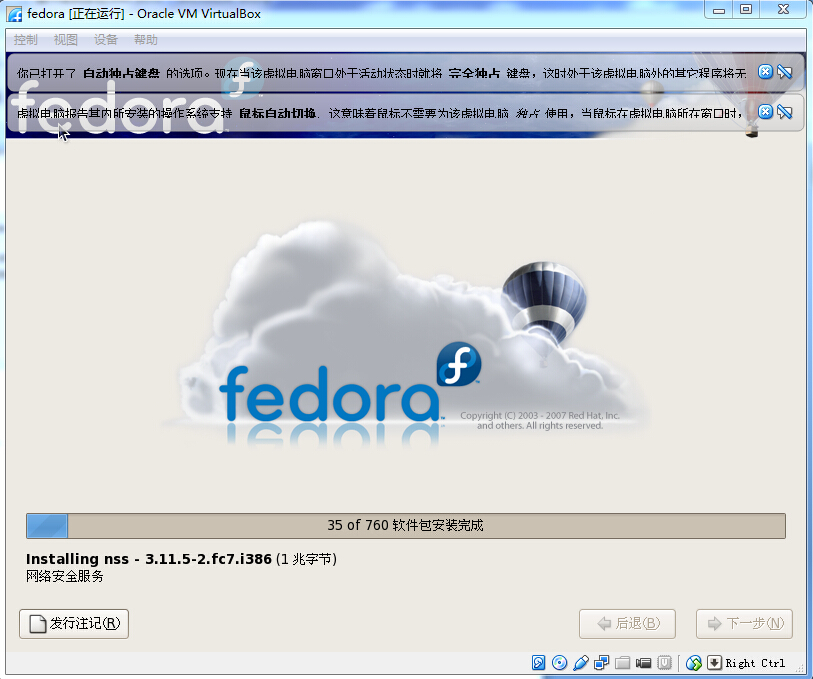 fedora [正在运行] - Oracle VM VirtualBox
控制 视图 设备 帮助
你已打开了 自动独占键盘 的选项。现在当该虚拟电脑窗口处于活动状态时就将 完全独占 键盘，这时处于该虚拟电脑外的其它程序将无
fedora
虚拟电脑报告其内所安装的操作系统支持 鼠标自动切换. 这意味着鼠标不需要为该虚拟电脑 独占 使用，当鼠标在虚拟电脑所在窗口时，
fedora
TM
Copyright (C) 2003 - 2007 Red Hat, Inc.
and others. All rights reserved.
35 of 760 软件包安装完成
Installing nss - 3.11.5-2.fc7.i386 (1 兆字节)
网络安全服务
发行注记(R) 后退(B) 下一步(N)
Right Ctrl